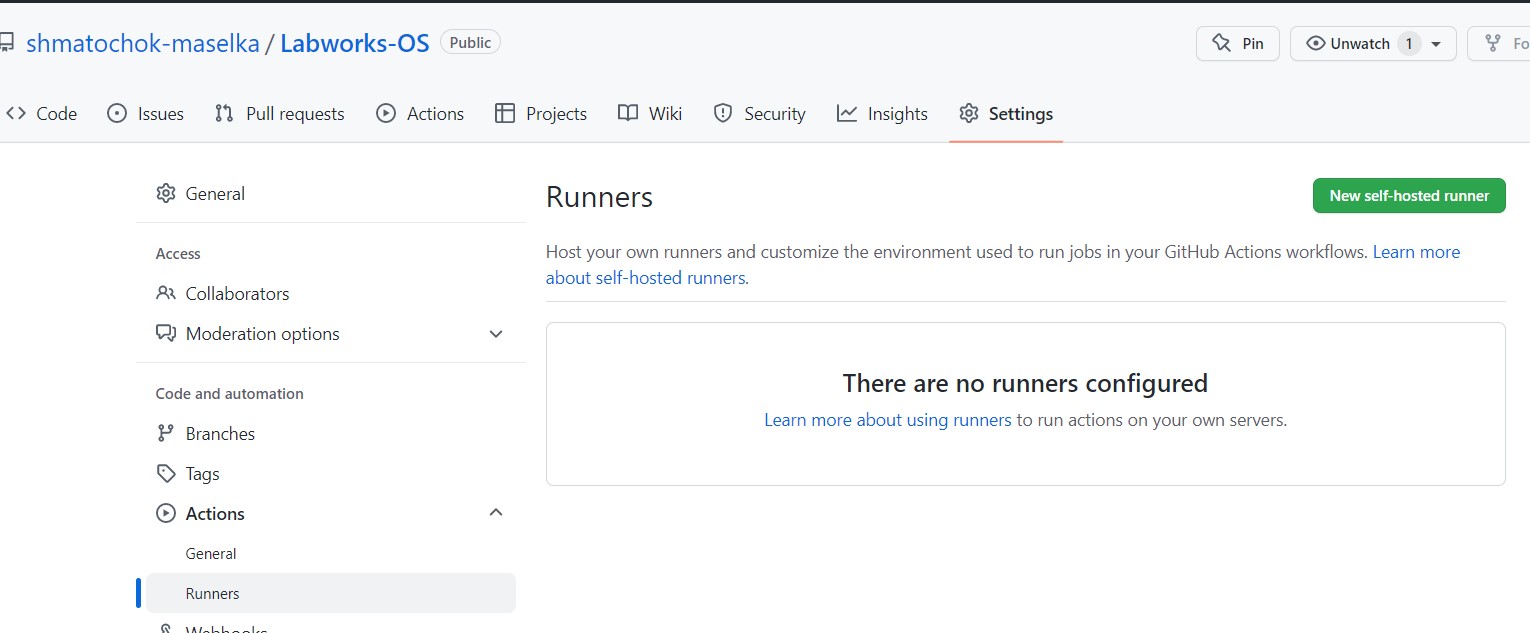 shmatochok-maselka / Labworks-OS Public Pin Unwatch 1 Fo
Code Issues Pull requests Actions Projects Wiki Security Insights Settings
General
Access
Collaborators
Moderation options
Code and automation
Branches
Tags
Actions
General
Runners
Webhooks
Runners
New self-hosted runner
Host your own runners and customize the environment used to run jobs in your GitHub Actions workflows. Learn more
about self-hosted runners.
There are no runners configured
Learn more about using runners to run actions on your own servers.